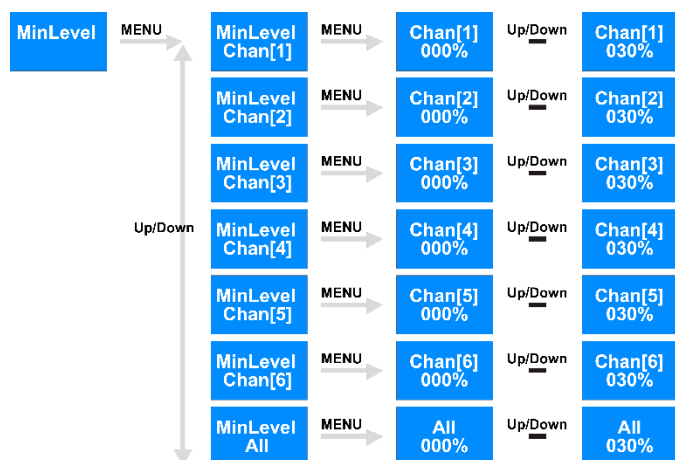 MinLevel MENU MinLevel Chan[1] MENU Chan[1] 000% Up/Down Chan[1] 030%
MinLevel Chan[2] MENU Chan[2] 000% Up/Down Chan[2] 030%
MinLevel Chan[3] MENU Chan[3] 000% Up/Down Chan[3] 030%
Up/Down MinLevel Chan[4] MENU Chan[4] 000% Up/Down Chan[4] 030%
MinLevel Chan[5] MENU Chan[5] 000% Up/Down Chan[5] 030%
MinLevel Chan[6] MENU Chan[6] 000% Up/Down Chan[6] 030%
MinLevel All MENU All 000% Up/Down All 030%